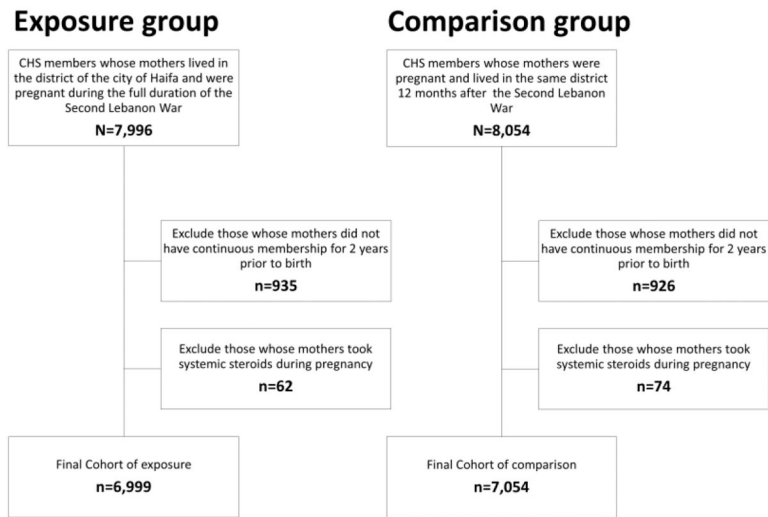 Exposure group
CHS members whose mothers lived in
the district of the city of Haifa and were
pregnant during the full duration of the
Second Lebanon War
N=7,996
Exclude those whose mothers did not
have continuous membership for 2 years
prior to birth
n=935
Exclude those whose mothers took
systemic steroids during pregnancy
n=62
Final Cohort of exposure
n=6,999
Comparison group
CHS members whose mothers were
pregnant and lived in the same district
12 months after the Second Lebanon
War
N=8,054
Exclude those whose mothers did not
have continuous membership for 2 years
prior to birth
n=926
Exclude those whose mothers took
systemic steroids during pregnancy
n=74
Final Cohort of comparison
n=7,054